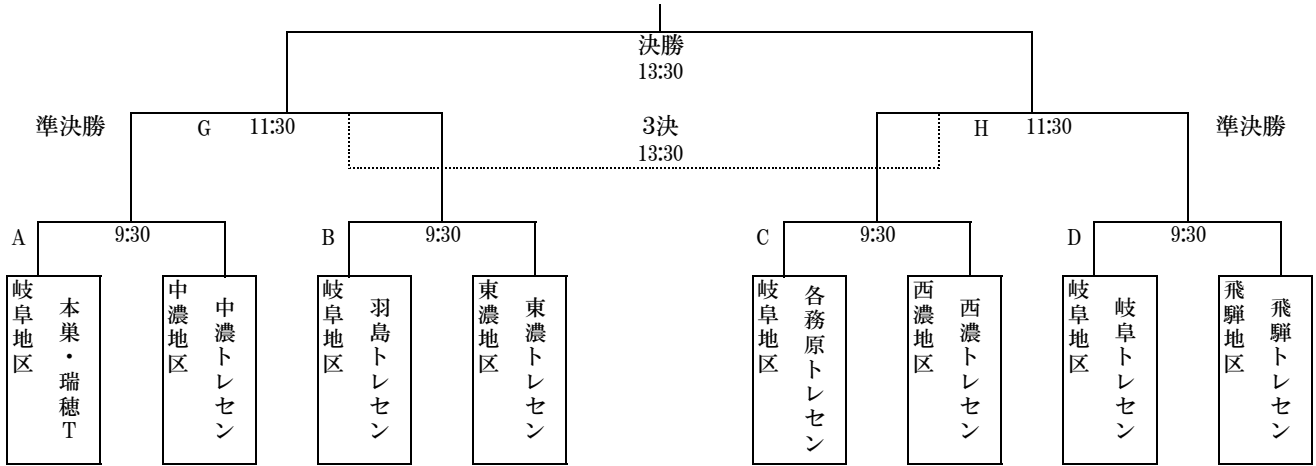 決勝
13:30
準決勝
G 11:30
3決
13:30
H 11:30
準決勝
A 9:30
B 9:30
C 9:30
D 9:30
岐阜地区
本巣・瑞穂T
中濃地区
中濃トレセン
岐阜地区
羽島トレセン
東濃地区
東濃トレセン
岐阜地区
各務原トレセン
西濃地区
西濃トレセン
岐阜地区
岐阜トレセン
飛騨地区
飛騨トレセン